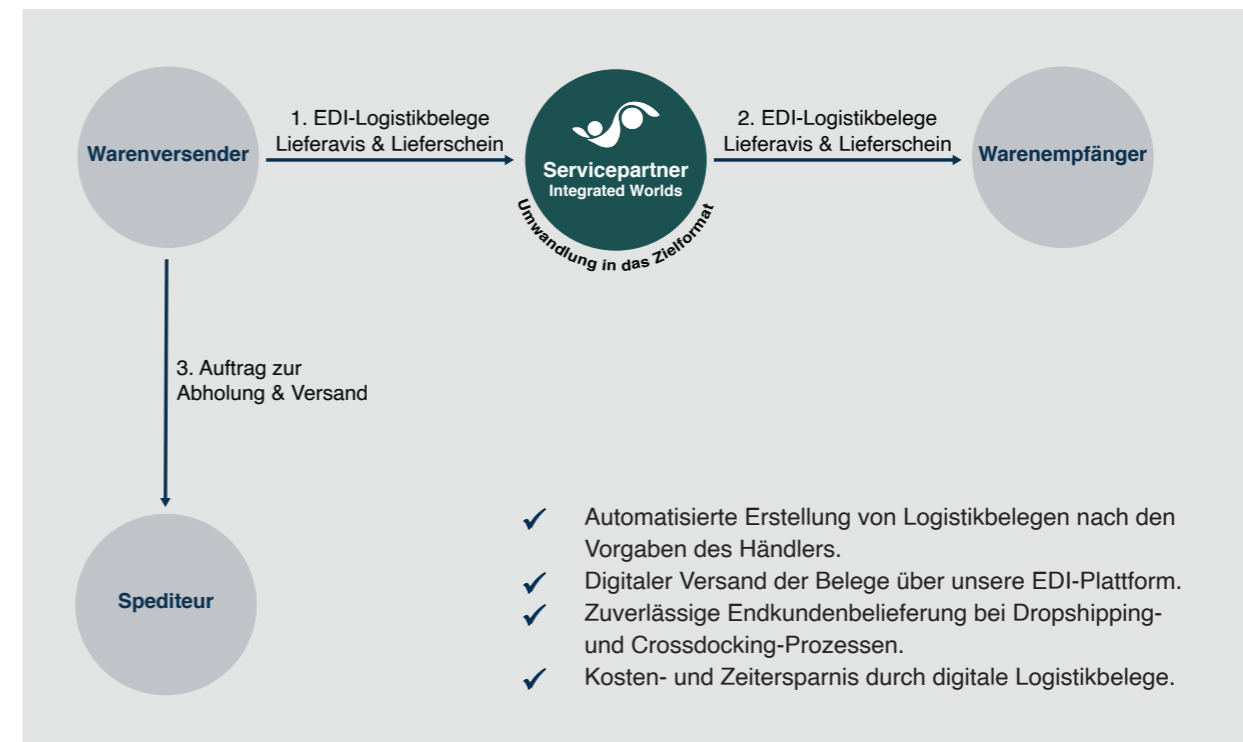 Warenversender
1. EDI-Logistikbelege
Lieferavis & Lieferschein
Servicepartner
Integrated Worlds
Umwandlung in das Zielformat
2. EDI-Logistikbelege
Lieferavis & Lieferschein
Warenempfänger
3. Auftrag zur
Abholung & Versand
Spediteur
Automatisierte Erstellung von Logistikbelegen nach den
Vorgaben des Händlers.
Digitaler Versand der Belege über unsere EDI-Plattform.
Zuverlässige Endkundenbelieferung bei Dropshipping-
und Crossdocking-Prozessen.
Kosten- und Zeitersparnis durch digitale Logistikbelege.